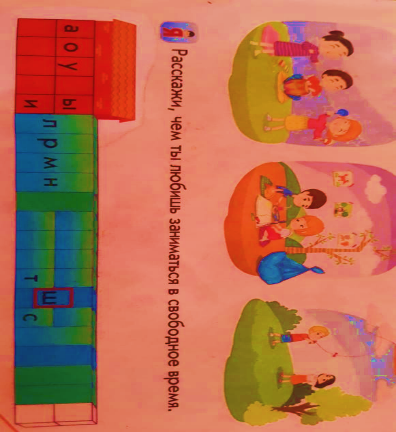 Я Расскажи, чем ты любишь заниматься в свободное время.
а о у ы
л р м н ш
и т с